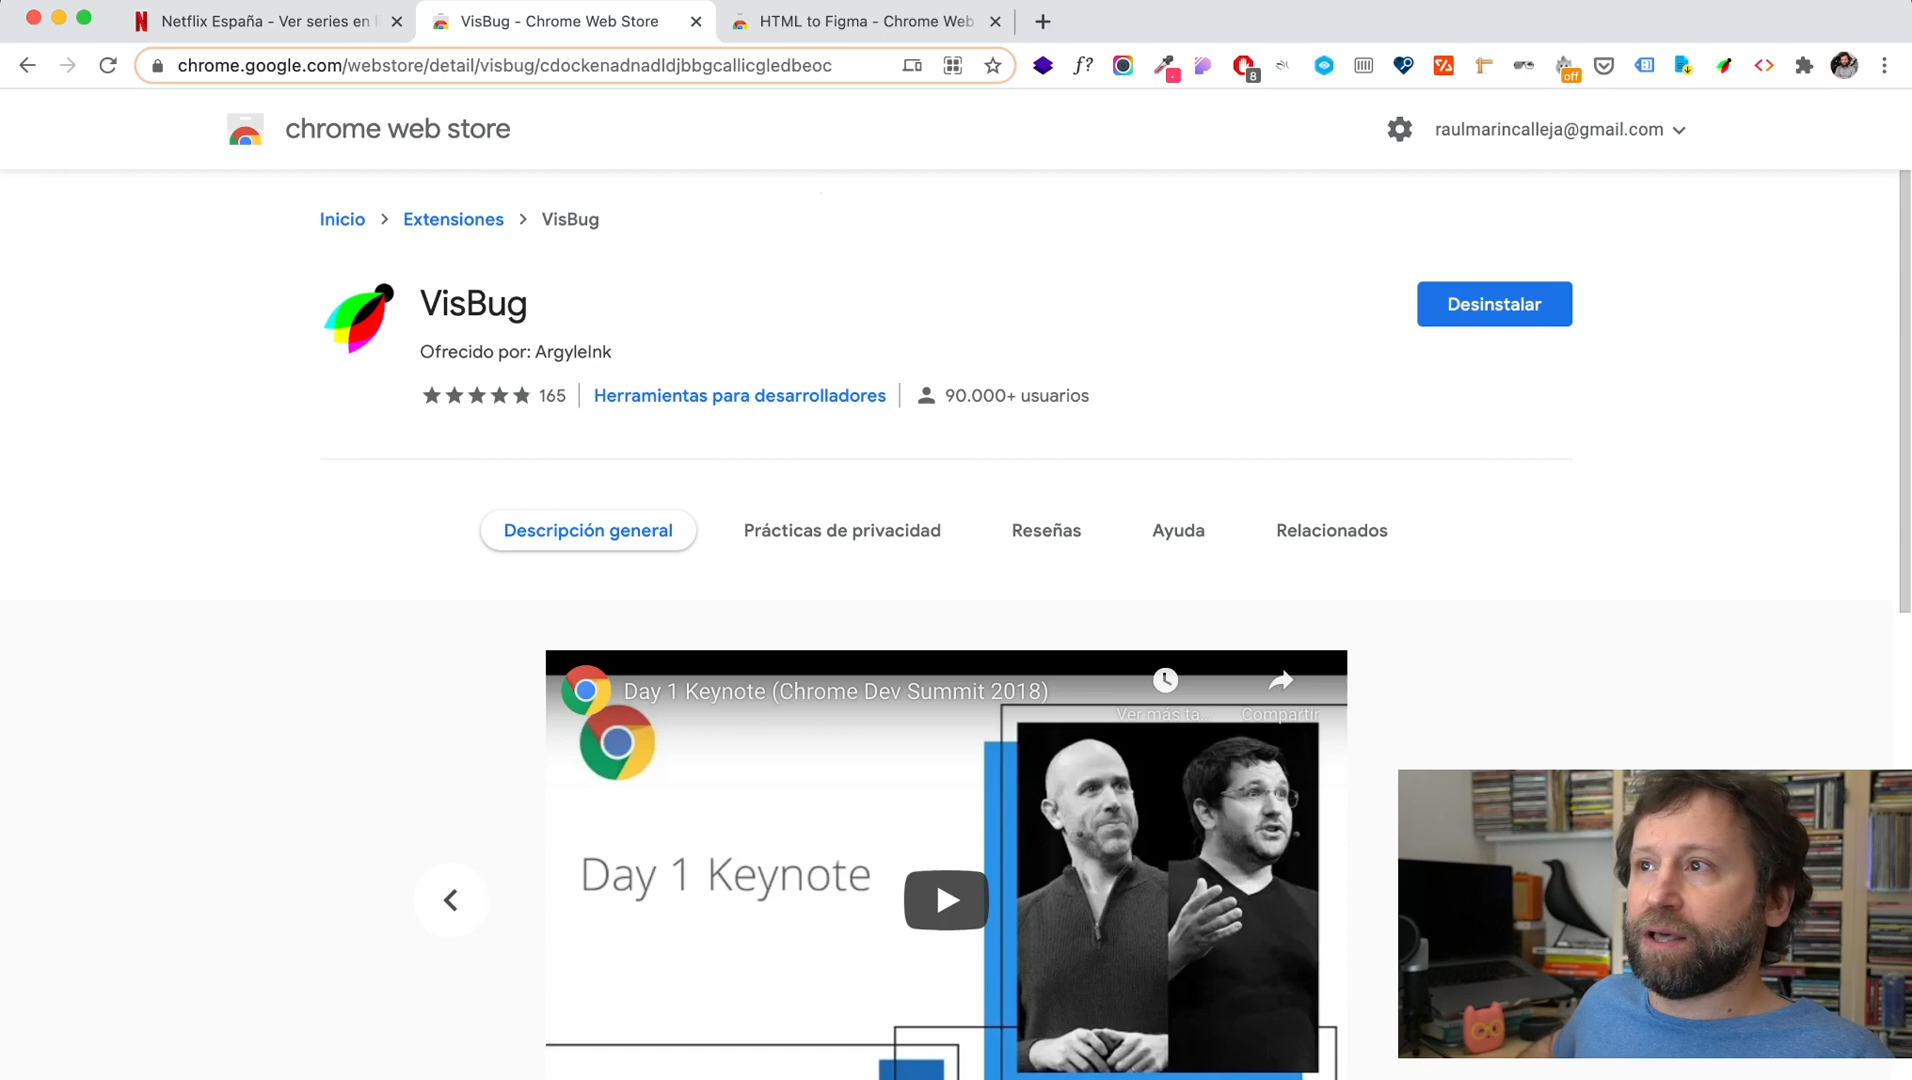 Netflix España - Ver series en lí
VisBug - Chrome Web Store
HTML to Figma - Chrome Web
chrome.google.com/webstore/detail/visbug/cdockenadnadldjbbgcallicgledbeoc
f?
8
off
chrome web store
raulmarincalleja@gmail.com
Inicio > Extensiones > VisBug
VisBug
Desinstalar
Ofrecido por: ArgyleInk
165 | Herramientas para desarrolladores | 90.000+ usuarios
Descripción general
Prácticas de privacidad
Reseñas
Ayuda
Relacionados
Day 1 Keynote (Chrome Dev Summit 2018)
Ver más ta...
Compartir
Day 1 Keynote